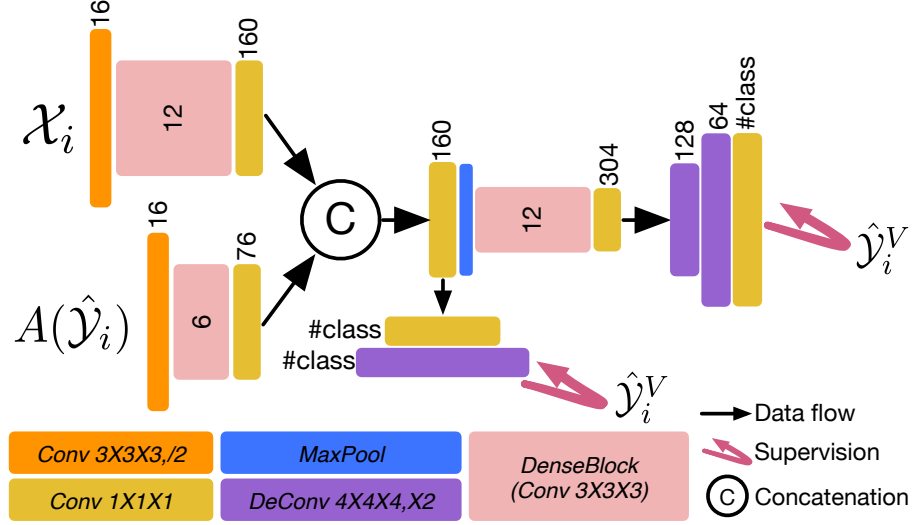 16
160
12
𝒳ᵢ
16
76
6
A(𝒴̂ᵢ)
C
160
12
304
128
64
#class
𝒴̂ᵢⱽ
#class
#class
𝒴̂ᵢⱽ
Data flow
Supervision
C Concatenation
Conv 3X3X3,/2
MaxPool
DenseBlock
(Conv 3X3X3)
Conv 1X1X1
DeConv 4X4X4,X2